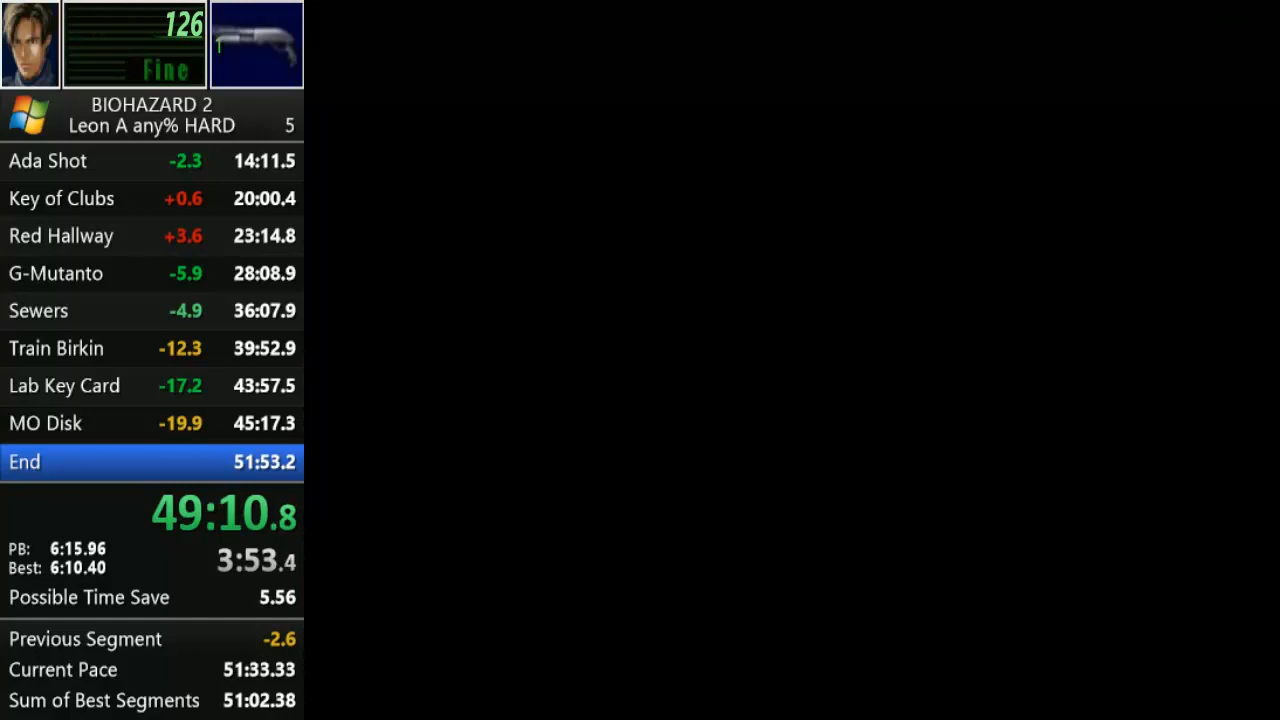 126
Fine
1
BIOHAZARD 2
Leon A any% HARD 5
Ada Shot -2.3 14:11.5
Key of Clubs +0.6 20:00.4
Red Hallway +3.6 23:14.8
G-Mutanto -5.9 28:08.9
Sewers -4.9 36:07.9
Train Birkin -12.3 39:52.9
Lab Key Card -17.2 43:57.5
MO Disk -19.9 45:17.3
End 51:53.2
49:10.8
PB: 6:15.96
Best: 6:10.40
3:53.4
Possible Time Save 5.56
Previous Segment -2.6
Current Pace 51:33.33
Sum of Best Segments 51:02.38